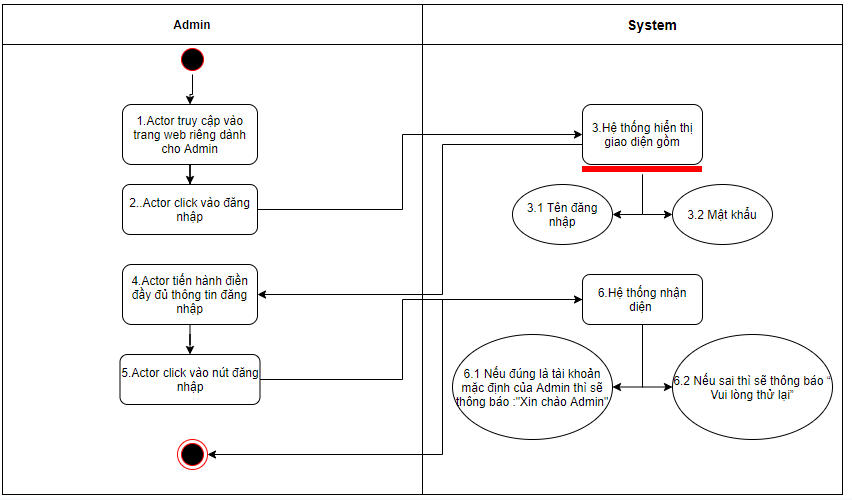 Admin
System
1.Actor truy cập vào
trang web riêng dành
cho Admin
3.Hệ thống hiển thị
giao diện gồm
2..Actor click vào đăng
nhập
3.1 Tên đăng
nhập
3.2 Mật khẩu
4.Actor tiến hành điền
đầy đủ thông tin đăng
nhập
6.Hệ thống nhận
diện
5.Actor click vào nút đăng
nhập
6.1 Nếu đúng là tài khoản
mặc định của Admin thì sẽ
thông báo :"Xin chào Admin"
6.2 Nếu sai thì sẽ thông báo “
Vui lòng thử lại”